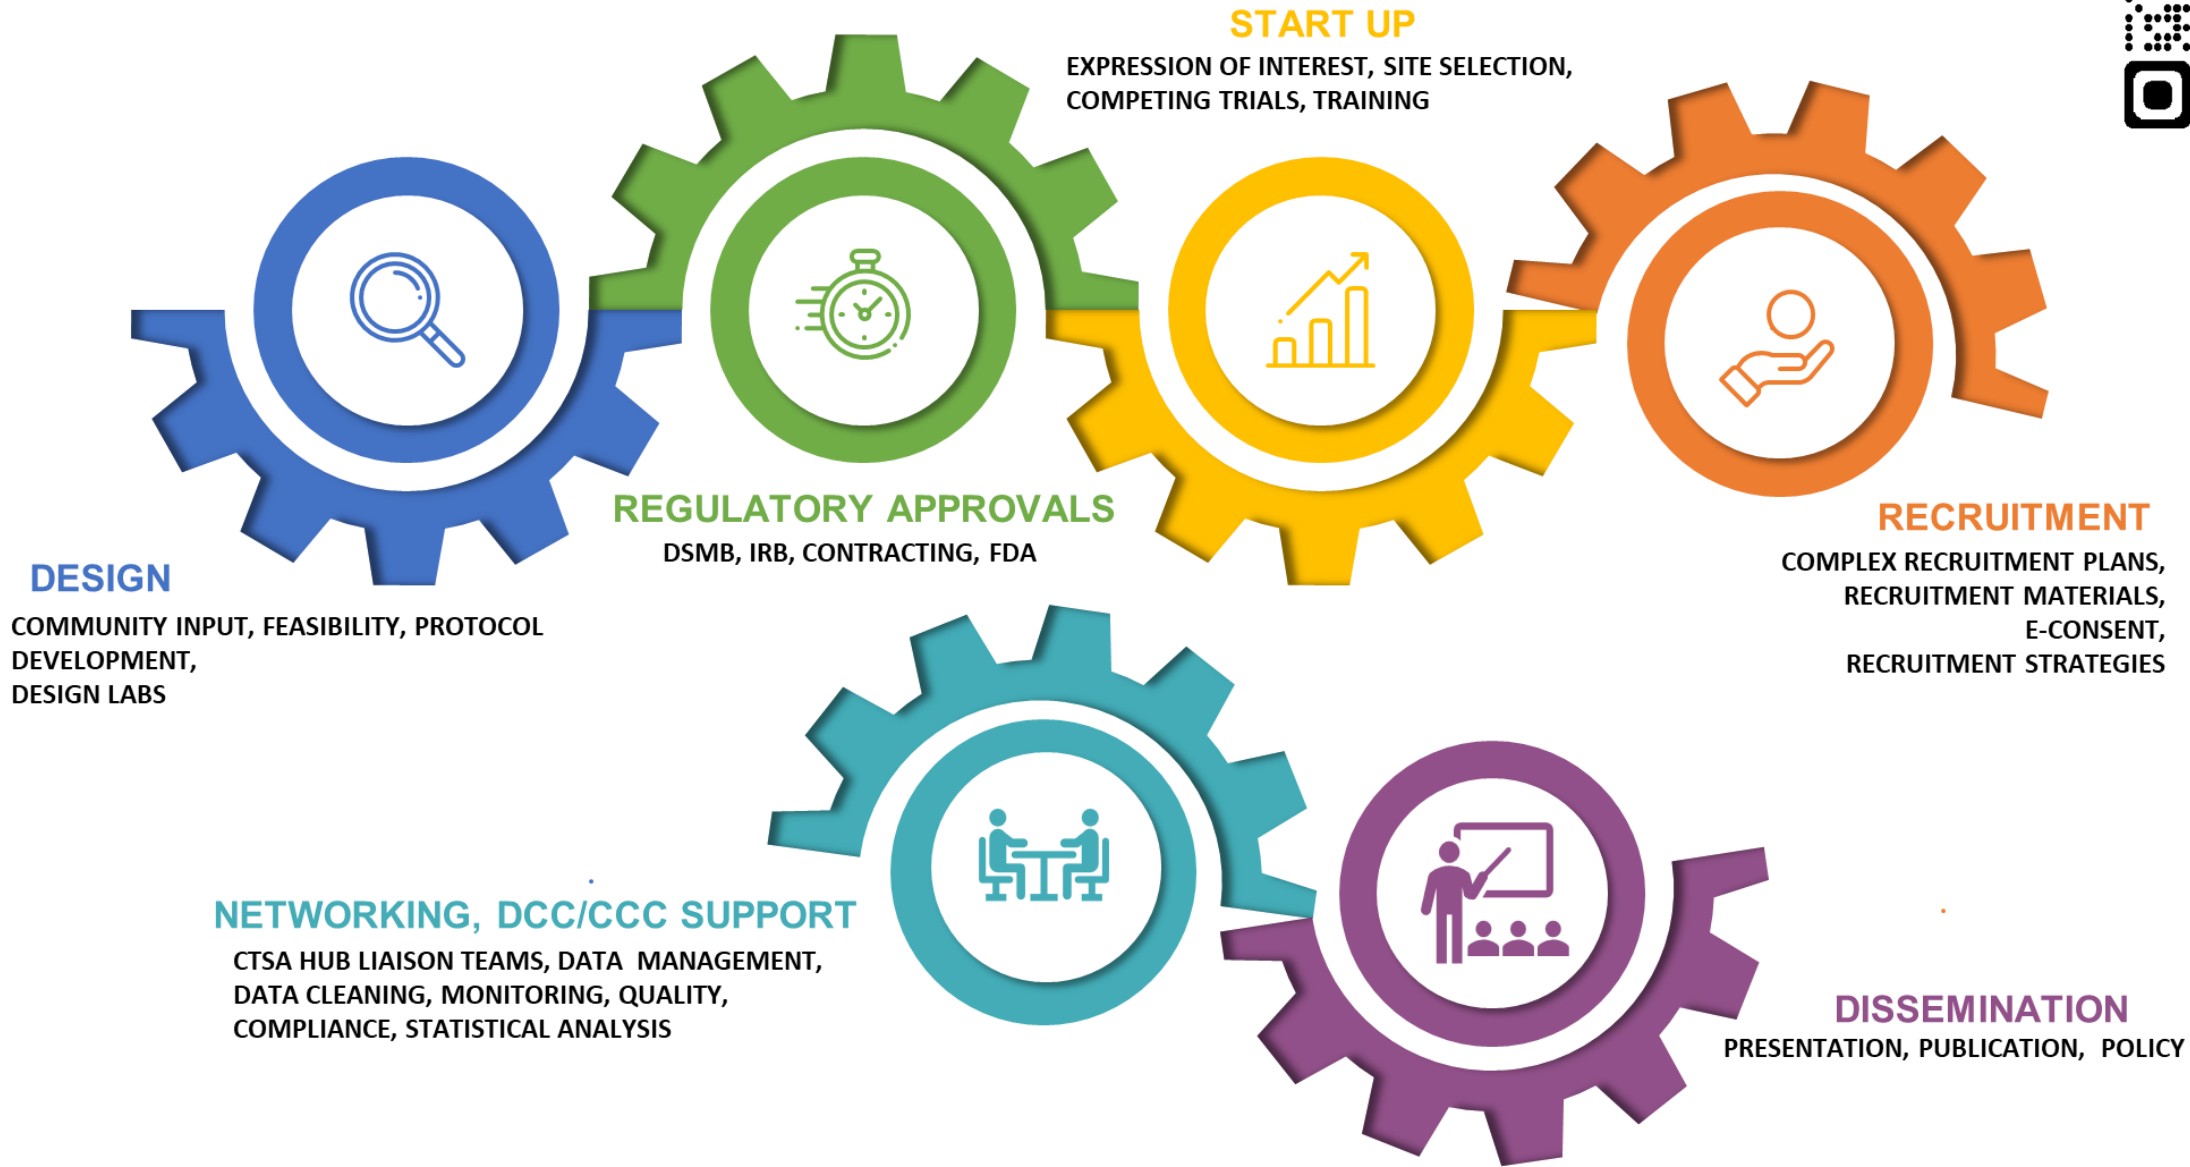 START UP
EXPRESSION OF INTEREST, SITE SELECTION,
COMPETING TRIALS, TRAINING
REGULATORY APPROVALS
DSMB, IRB, CONTRACTING, FDA
RECRUITMENT
COMPLEX RECRUITMENT PLANS,
RECRUITMENT MATERIALS,
E-CONSENT,
RECRUITMENT STRATEGIES
DESIGN
COMMUNITY INPUT, FEASIBILITY, PROTOCOL
DEVELOPMENT,
DESIGN LABS
NETWORKING, DCC/CCC SUPPORT
CTSA HUB LIAISON TEAMS, DATA  MANAGEMENT,
DATA CLEANING, MONITORING, QUALITY,
COMPLIANCE, STATISTICAL ANALYSIS
DISSEMINATION
PRESENTATION, PUBLICATION,  POLICY